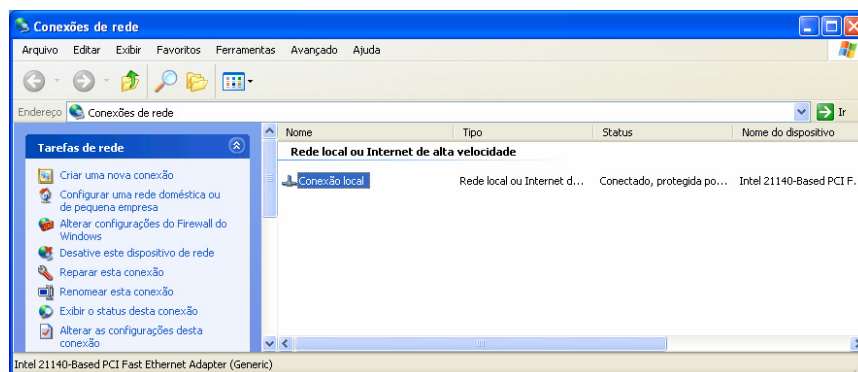 Conexões de rede
Arquivo Editar Exibir Favoritos Ferramentas Avançado Ajuda
Endereço Conexões de rede Ir
Nome Tipo Status Nome do dispositivo
Tarefas de rede
Rede local ou Internet de alta velocidade
Criar uma nova conexão
Conexão local Rede local ou Internet d... Conectado, protegida po... Intel 21140-Based PCI F.
Configurar uma rede doméstica ou
de pequena empresa
Alterar configurações do Firewall do
Windows
Desative este dispositivo de rede
Reparar esta conexão
Renomear esta conexão
Exibir o status desta conexão
Alterar as configurações desta
conexão
Intel 21140-Based PCI Fast Ethernet Adapter (Generic)